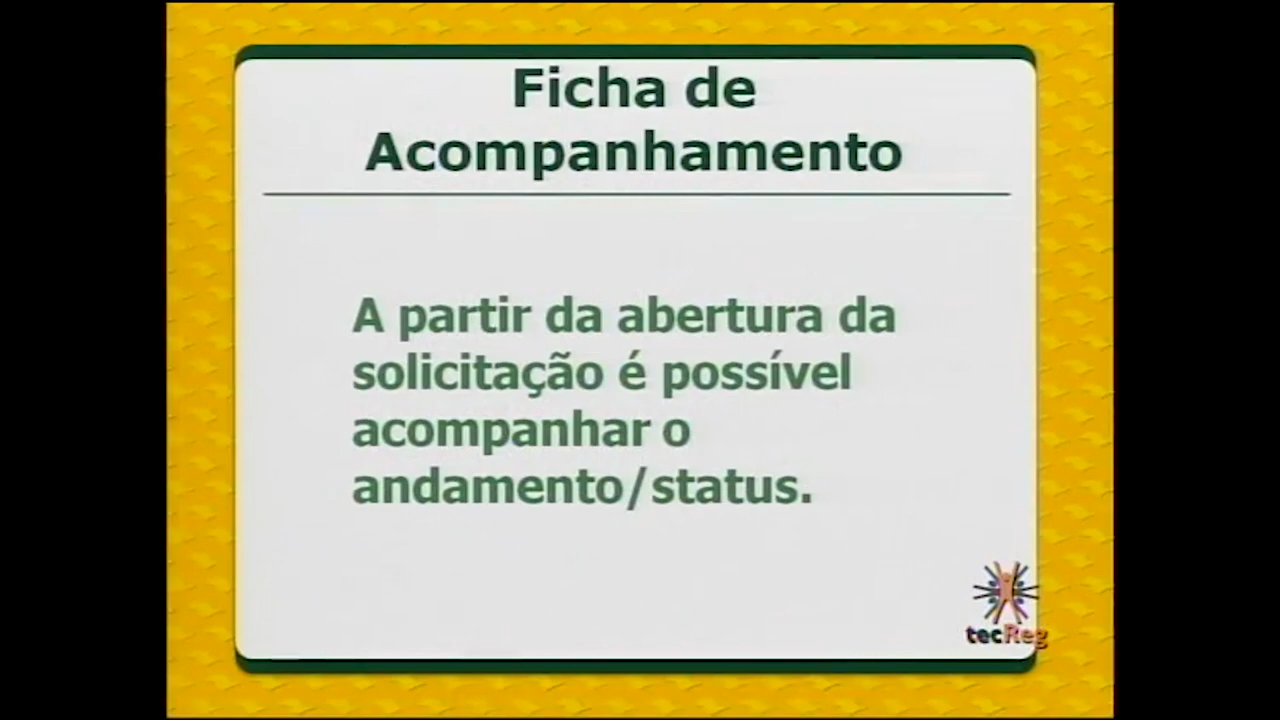 Ficha de
Acompanhamento
A partir da abertura da
solicitação é possível
acompanhar o
andamento/status.
tecReg